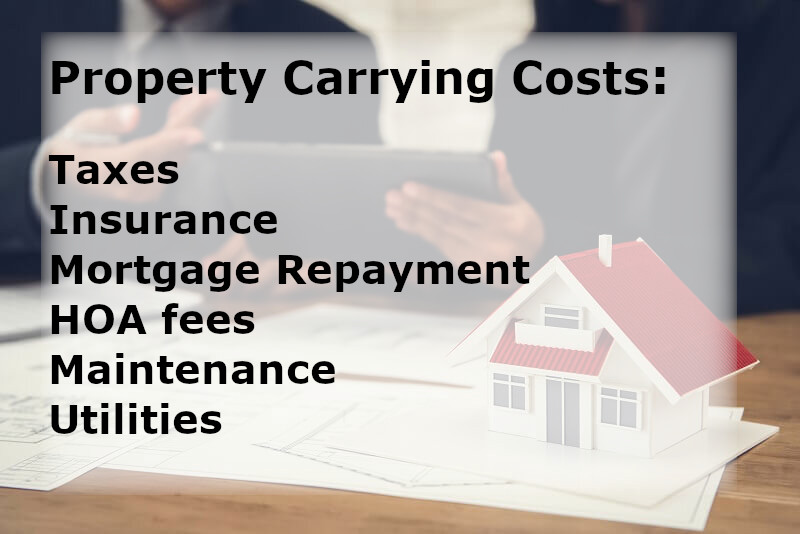 Property Carrying Costs:
Taxes
Insurance
Mortgage Repayment
HOA fees
Maintenance
Utilities